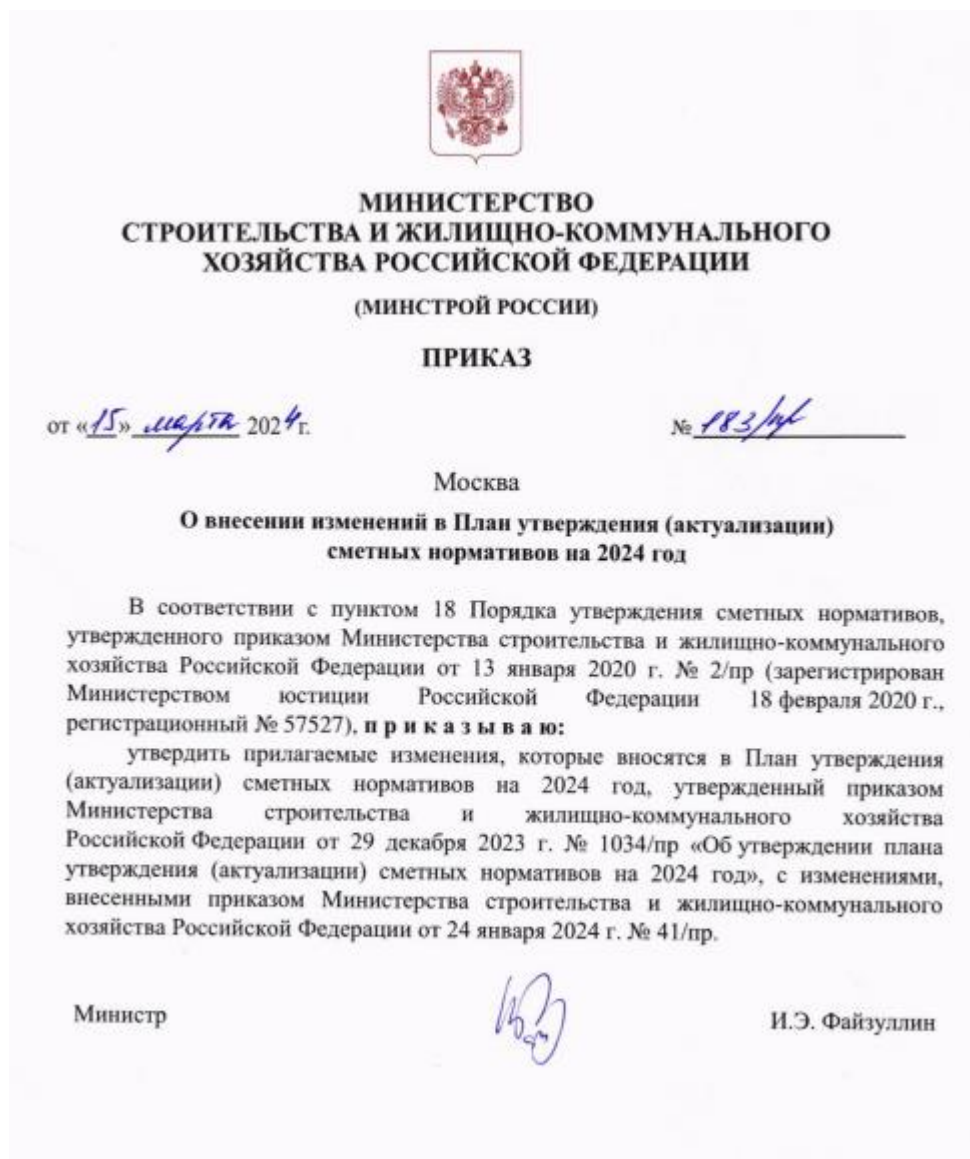 МИНИСТЕРСТВО
СТРОИТЕЛЬСТВА И ЖИЛИЩНО-КОММУНАЛЬНОГО
ХОЗЯЙСТВА РОССИЙСКОЙ ФЕДЕРАЦИИ
(МИНСТРОЙ РОССИИ)
ПРИКАЗ
от «15» марта 2024 г. № 183/пр
Москва
О внесении изменений в План утверждения (актуализации)
сметных нормативов на 2024 год
В соответствии с пунктом 18 Порядка утверждения сметных нормативов,
утвержденного приказом Министерства строительства и жилищно-коммунального
хозяйства Российской Федерации от 13 января 2020 г. № 2/пр (зарегистрирован
Министерством юстиции Российской Федерации 18 февраля 2020 г.,
регистрационный № 57527), п р и к а з ы в а ю:
утвердить прилагаемые изменения, которые вносятся в План утверждения
(актуализации) сметных нормативов на 2024 год, утвержденный приказом
Министерства строительства и жилищно-коммунального хозяйства
Российской Федерации от 29 декабря 2023 г. № 1034/пр «Об утверждении плана
утверждения (актуализации) сметных нормативов на 2024 год», с изменениями,
внесенными приказом Министерства строительства и жилищно-коммунального
хозяйства Российской Федерации от 24 января 2024 г. № 41/пр.
Министр И.Э. Файзуллин